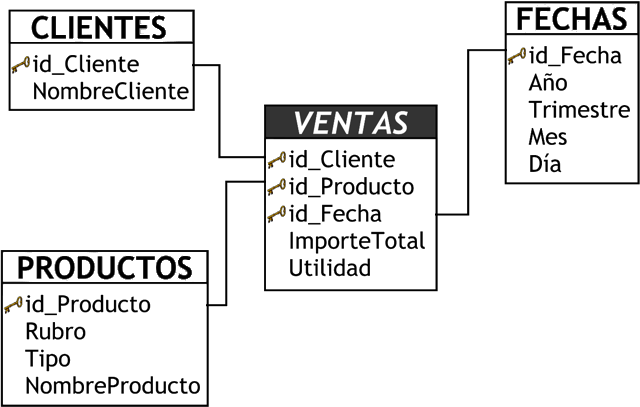 CLIENTES
id_Cliente
NombreCliente
FECHAS
id_Fecha
Año
Trimestre
Mes
Día
VENTAS
id_Cliente
id_Producto
id_Fecha
ImporteTotal
Utilidad
PRODUCTOS
id_Producto
Rubro
Tipo
NombreProducto